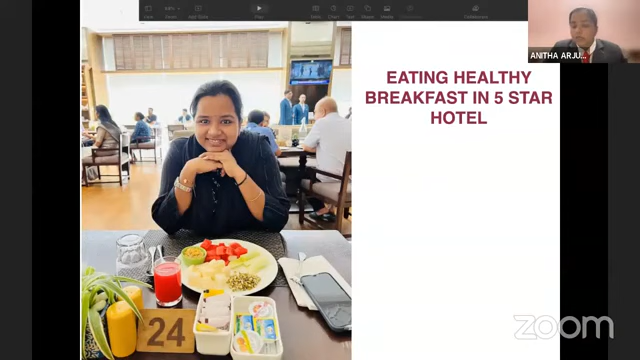 ANITHA ARJU...
EATING HEALTHY
BREAKFAST IN 5 STAR
HOTEL
24
zoom